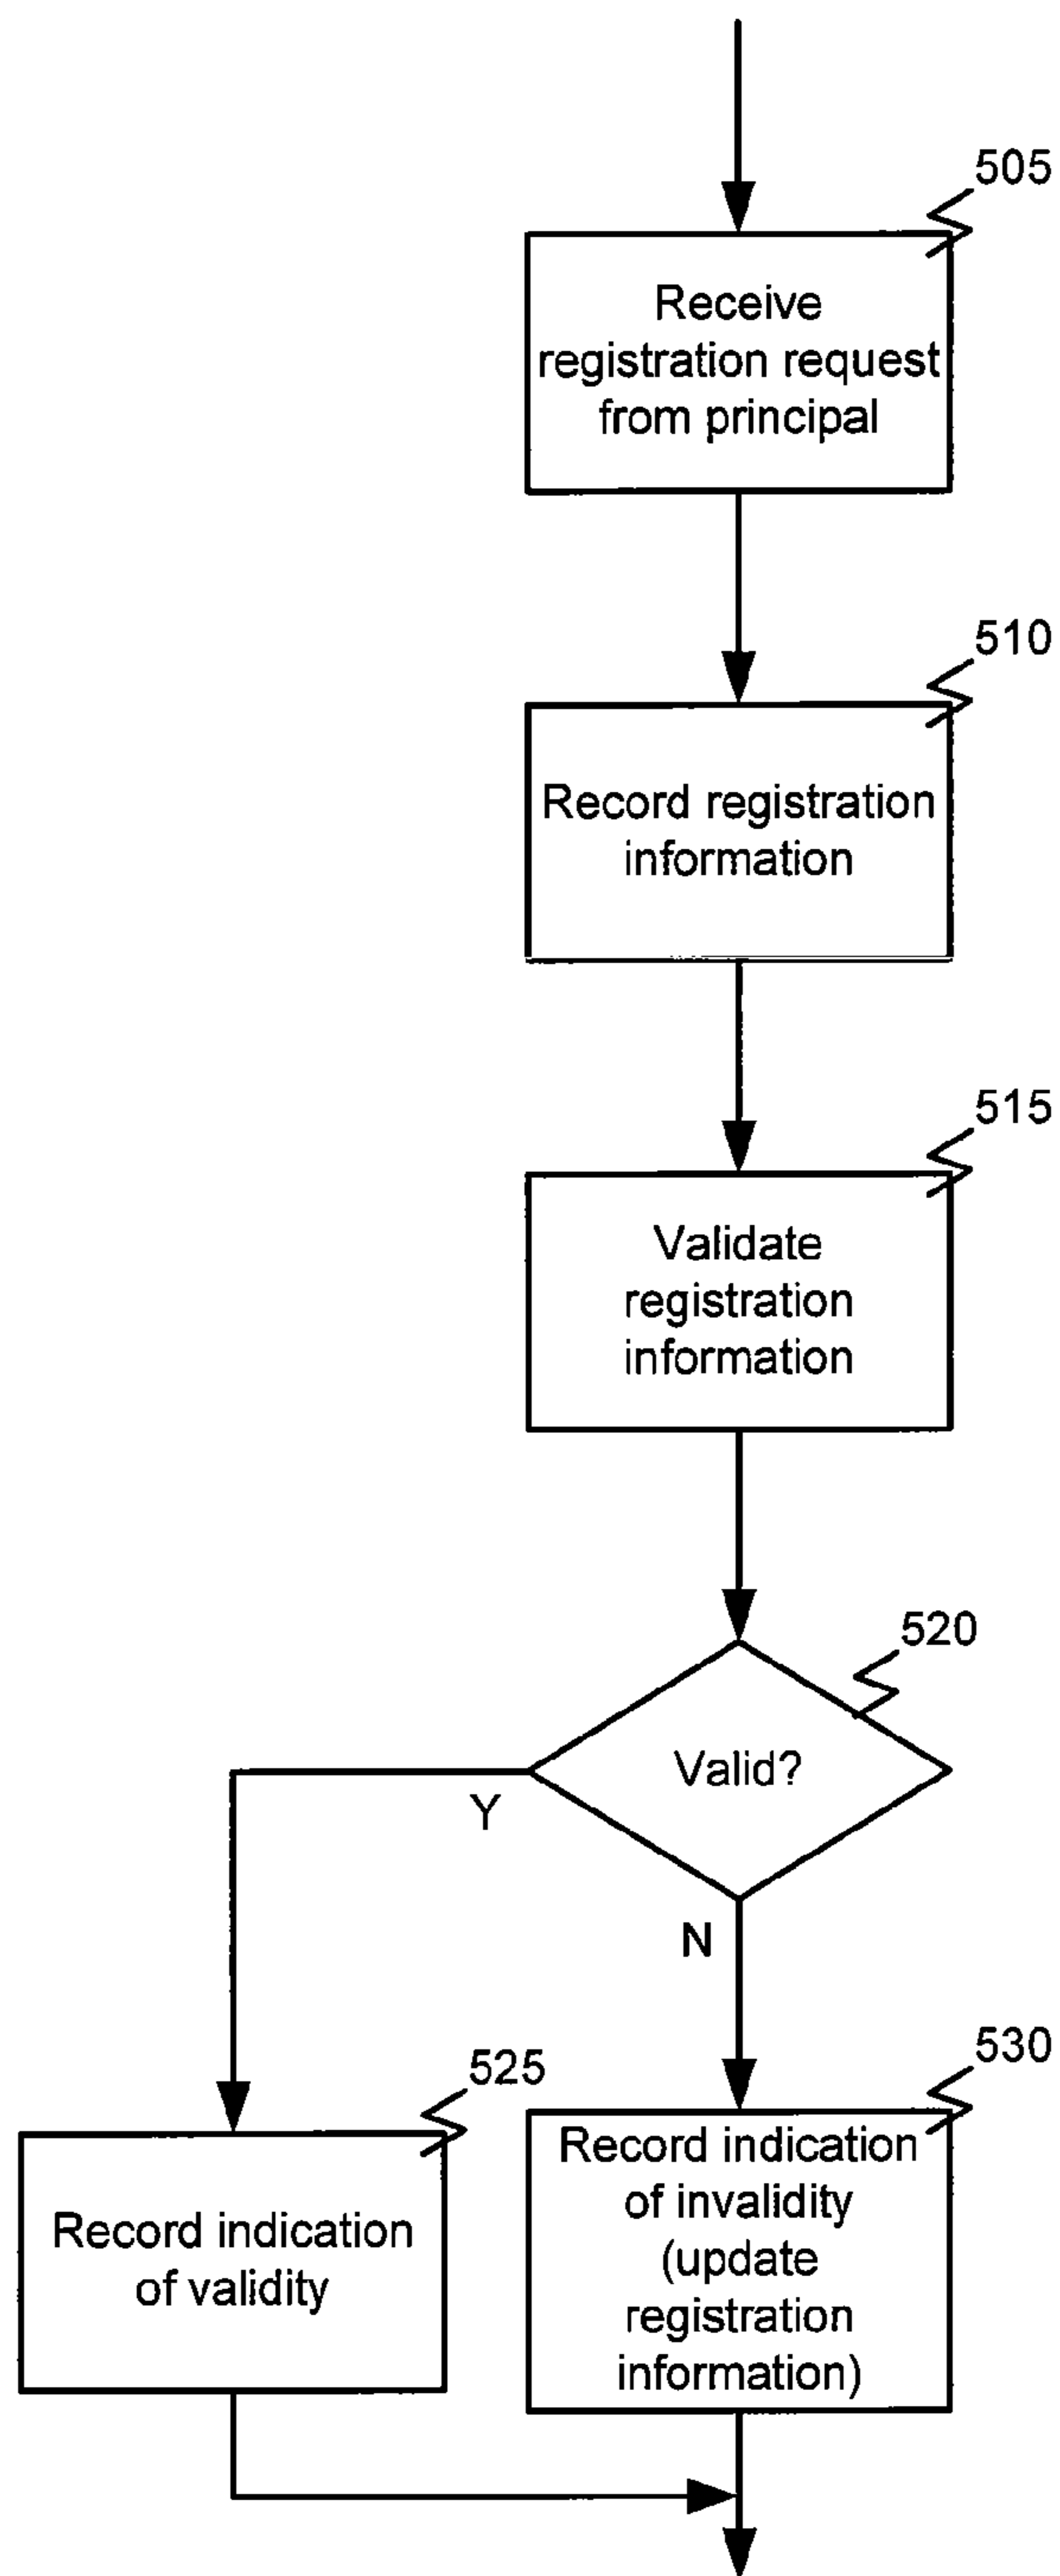 505
Receive
registration request
from principal
510
Record registration
information
515
Validate
registration
information
520
Valid?
Y
N
525
530
Record indication
of validity
Record indication
of invalidity
(update
registration
information)